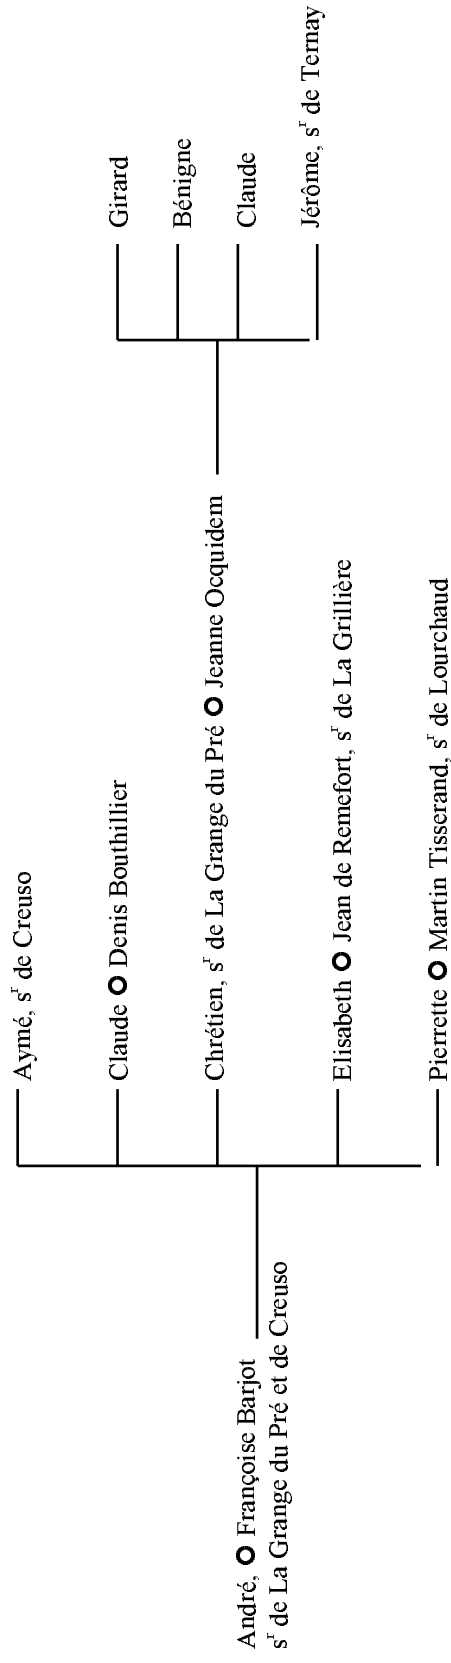 André, O Françoise Barjot
sʳ de La Grange du Pré et de Creuso
Aymé, sʳ de Creuso
Claude O Denis Bouthillier
Chrétien, sʳ de La Grange du Pré O Jeanne Ocquidem
Elisabeth O Jean de Remefort, sʳ de La Grillière
Pierrette O Martin Tisserand, sʳ de Lourchaud
Girard
Bénigne
Claude
Jérôme, sʳ de Ternay